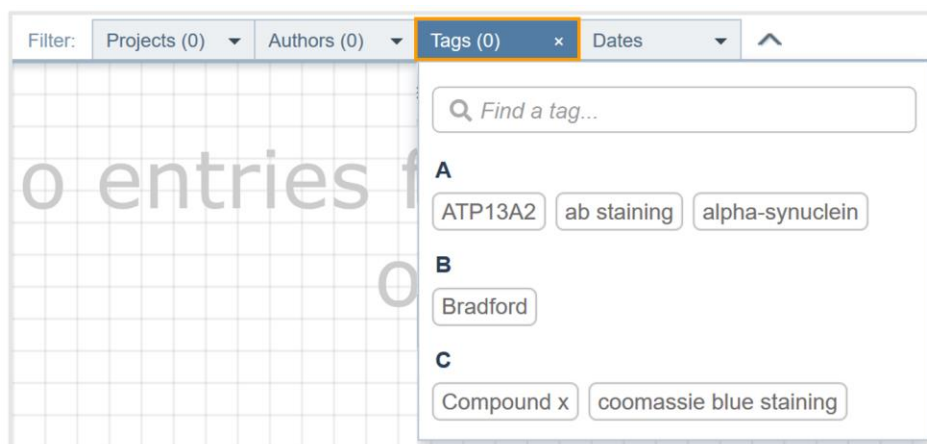 Filter: Projects (0) Authors (0) Tags (0) × Dates
Find a tag...
o entries
A
ATP13A2 ab staining alpha-synuclein
B
Bradford
C
Compound x coomassie blue staining